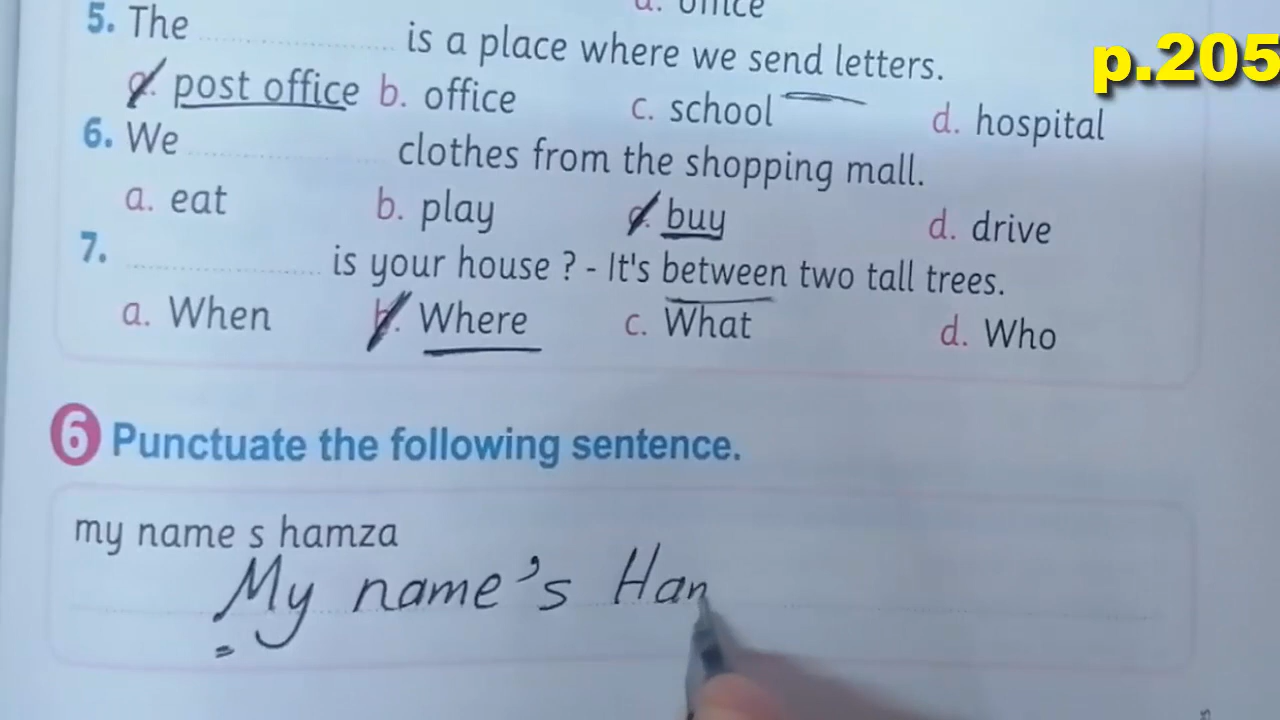 d. office
5. The ............ is a place where we send letters.
p.205
a. post office b. office c. school d. hospital
6. We ............ clothes from the shopping mall.
a. eat b. play c. buy d. drive
7. ............ is your house ? - It's between two tall trees.
a. When b. Where c. What d. Who
6 Punctuate the following sentence.
my name s hamza
My name's Han